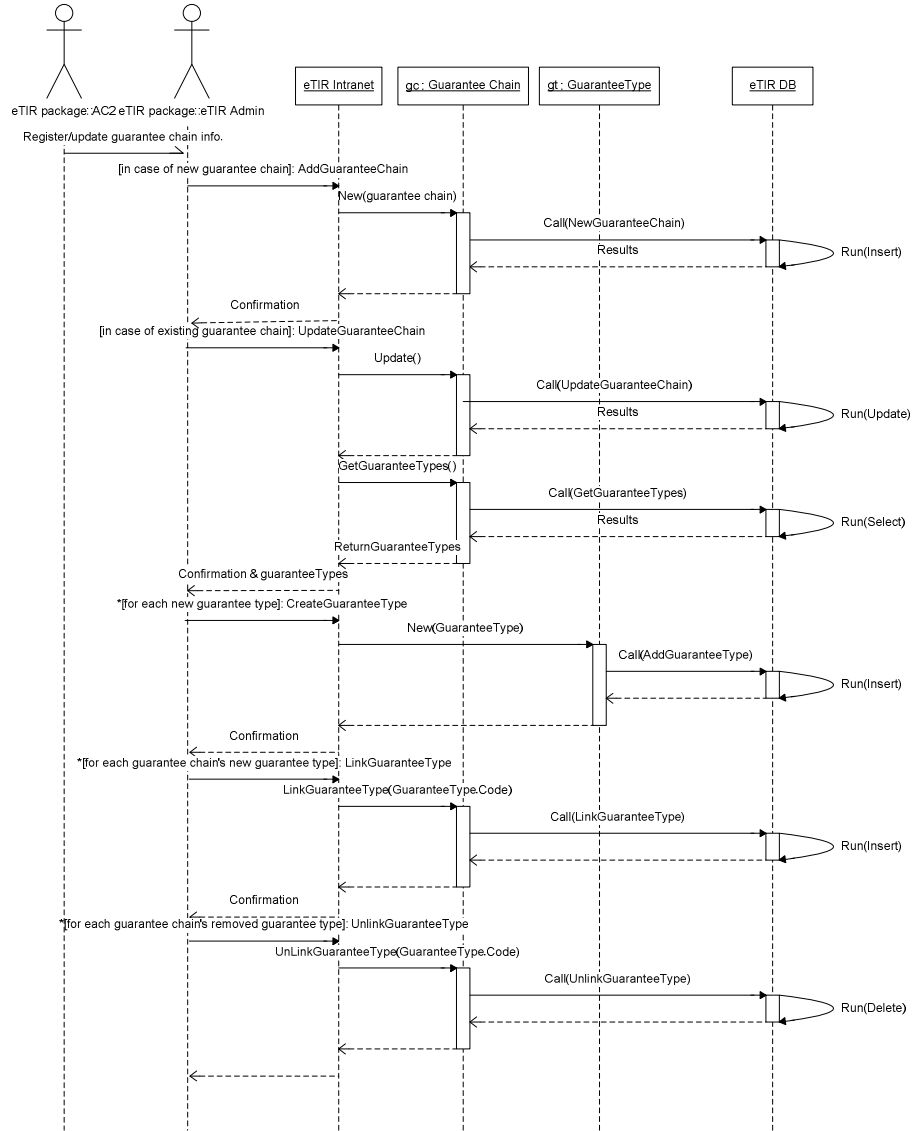 eTIR Intranet
gc : Guarantee Chain
gt : GuaranteeType
eTIR DB
eTIR package::AC2
eTIR package::eTIR Admin
Register/update guarantee chain info.
[in case of new guarantee chain]: AddGuaranteeChain
New(guarantee chain)
Call(NewGuaranteeChain)
Results
Run(Insert)
Confirmation
[in case of existing guarantee chain]: UpdateGuaranteeChain
Update()
Call(UpdateGuaranteeChain)
Results
Run(Update)
GetGuaranteeTypes()
Call(GetGuaranteeTypes)
Results
Run(Select)
ReturnGuaranteeTypes
Confirmation & guaranteeTypes
*[for each new guarantee type]: CreateGuaranteeType
New(GuaranteeType)
Call(AddGuaranteeType)
Run(Insert)
Confirmation
*[for each guarantee chain's new guarantee type]: LinkGuaranteeType
LinkGuaranteeType(GuaranteeType.Code)
Call(LinkGuaranteeType)
Run(Insert)
Confirmation
*[for each guarantee chain's removed guarantee type]: UnlinkGuaranteeType
UnLinkGuaranteeType(GuaranteeType.Code)
Call(UnlinkGuaranteeType)
Run(Delete)